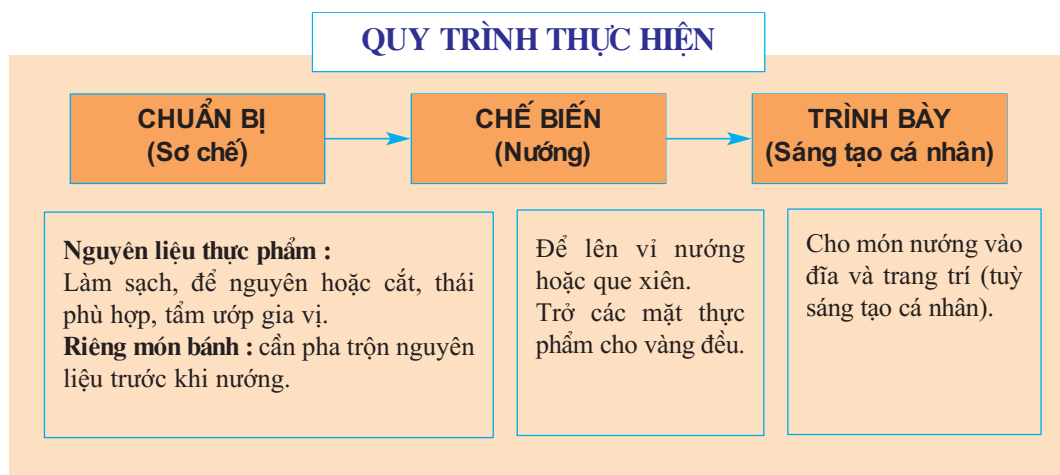 QUY TRÌNH THỰC HIỆN
CHUẨN BỊ
(Sơ chế)
CHẾ BIẾN
(Nướng)
TRÌNH BÀY
(Sáng tạo cá nhân)
Nguyên liệu thực phẩm :
Làm sạch, để nguyên hoặc cắt, thái
phù hợp, tẩm ướp gia vị.
Riêng món bánh : cần pha trộn nguyên
liệu trước khi nướng.
Để lên vỉ nướng
hoặc que xiên.
Trở các mặt thực
phẩm cho vàng đều.
Cho món nướng vào
đĩa và trang trí (tuỳ
sáng tạo cá nhân).